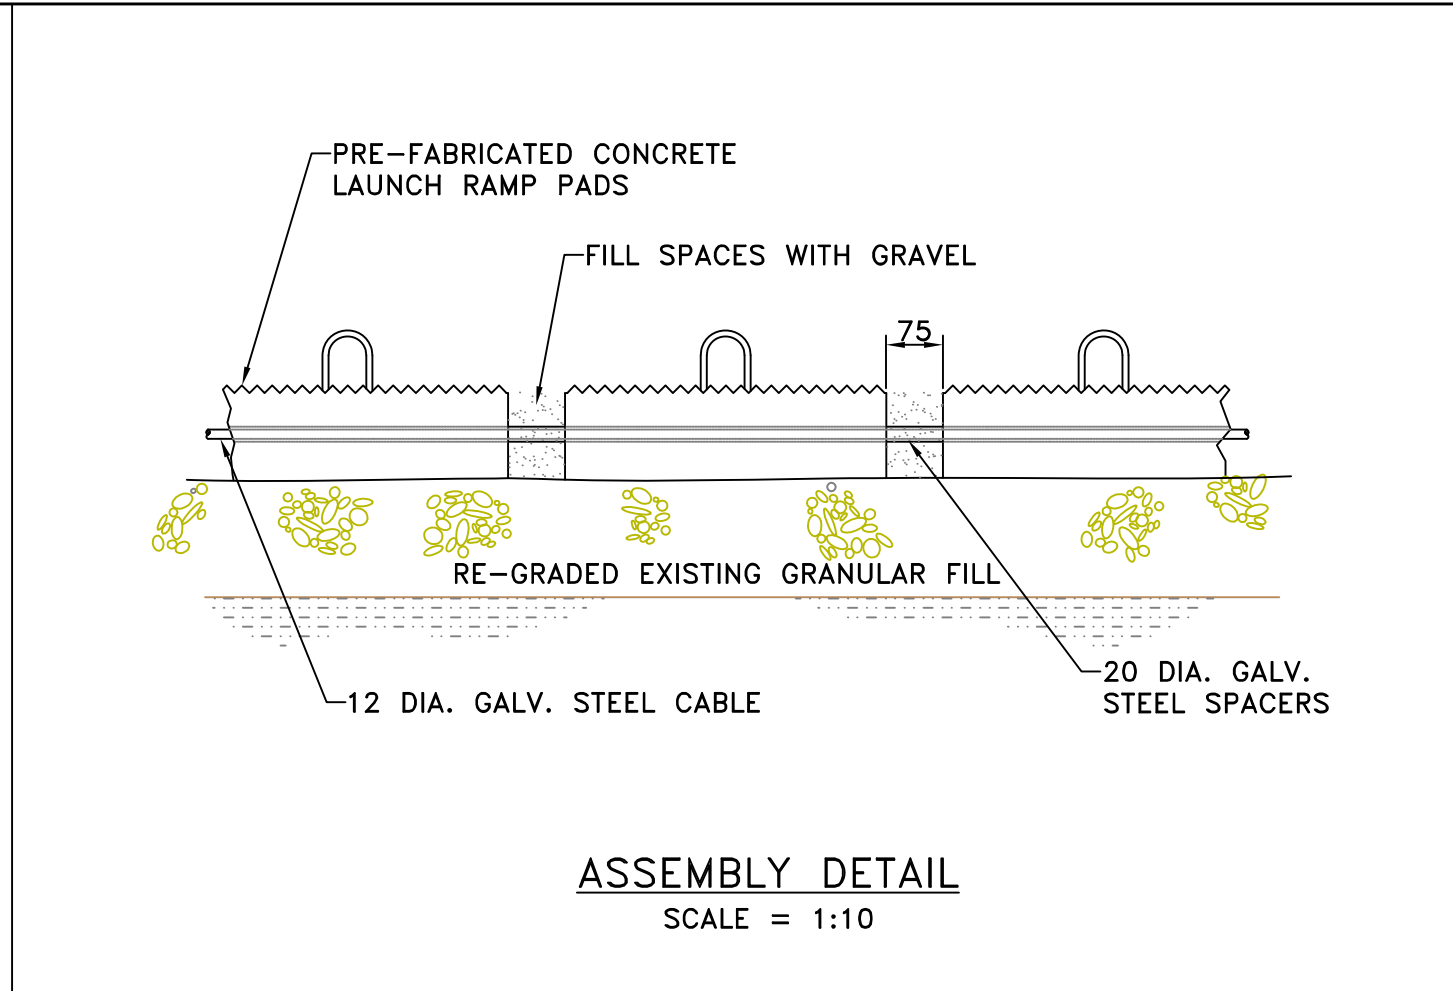 PRE-FABRICATED CONCRETE
LAUNCH RAMP PADS
FILL SPACES WITH GRAVEL
75
RE-GRADED EXISTING GRANULAR FILL
20 DIA. GALV.
STEEL SPACERS
12 DIA. GALV. STEEL CABLE
ASSEMBLY DETAIL
SCALE = 1:10